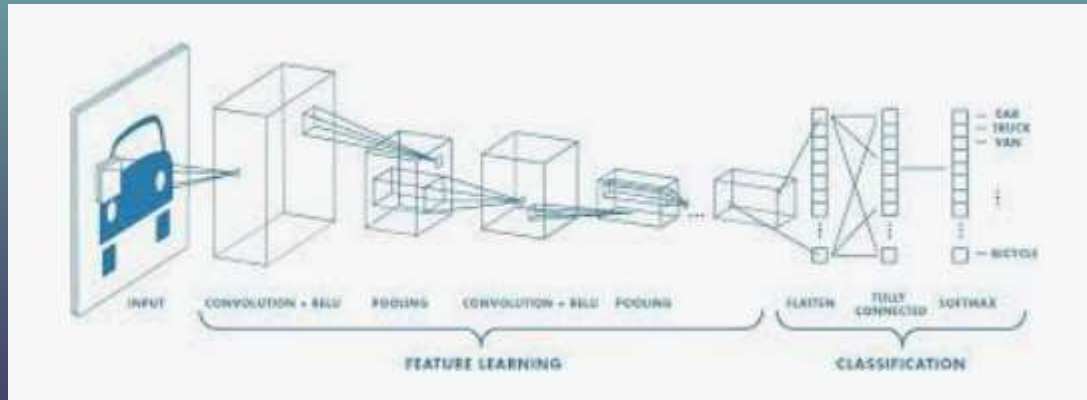 CAR
TRUCK
VAN
BICYCLE
INPUT
CONVOLUTION + RELU
POOLING
CONVOLUTION + RELU
POOLING
FLATTEN
FULLY
CONNECTED
SOFTMAX
FEATURE LEARNING
CLASSIFICATION